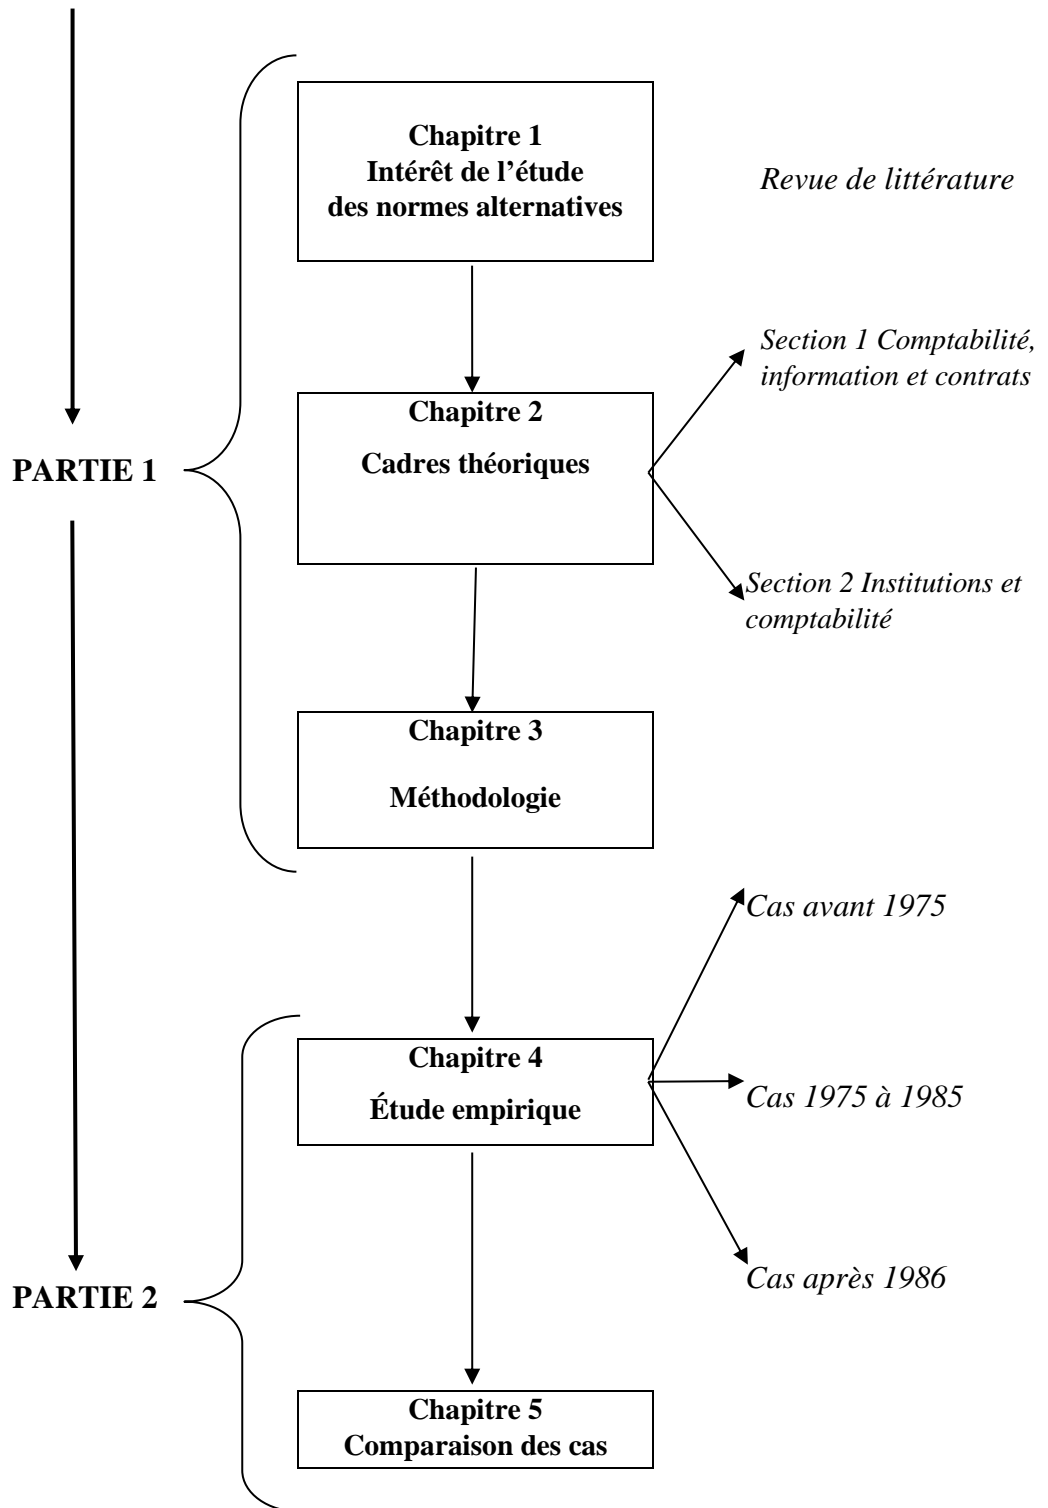 Chapitre 1
Intérêt de l’étude
des normes alternatives
Revue de littérature
Section 1 Comptabilité,
information et contrats
Chapitre 2
Cadres théoriques
PARTIE 1
Section 2 Institutions et
comptabilité
Chapitre 3
Méthodologie
Cas avant 1975
Chapitre 4
Étude empirique
Cas 1975 à 1985
Cas après 1986
PARTIE 2
Chapitre 5
Comparaison des cas